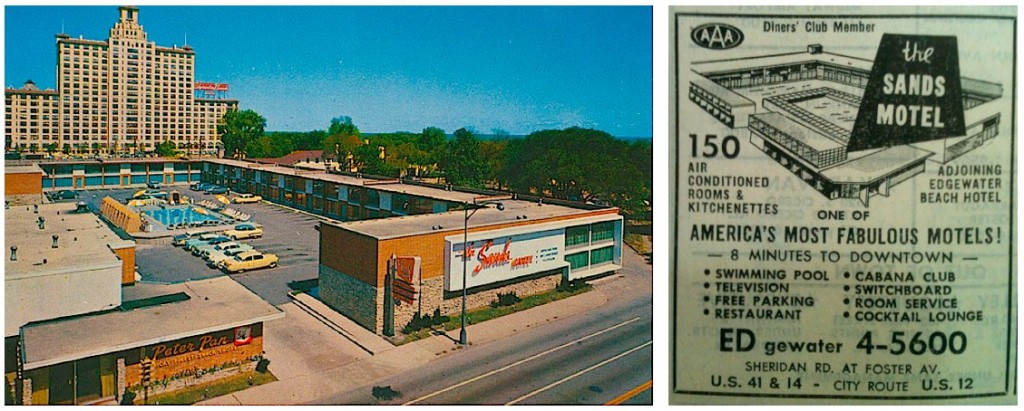 the
Sands
MOTEL
Peter Pan
AAA
Diners' Club Member
the
SANDS
MOTEL
150
AIR
CONDITIONED
ROOMS &
KITCHENETTES
ADJOINING
EDGEWATER
BEACH HOTEL
ONE OF
AMERICA'S MOST FABULOUS MOTELS!
— 8 MINUTES TO DOWNTOWN —
• SWIMMING POOL • CABANA CLUB
• TELEVISION • SWITCHBOARD
• FREE PARKING • ROOM SERVICE
• RESTAURANT • COCKTAIL LOUNGE
ED gewater 4-5600
SHERIDAN RD. AT FOSTER AV.
U.S. 41 & 14 - CITY ROUTE U.S. 12